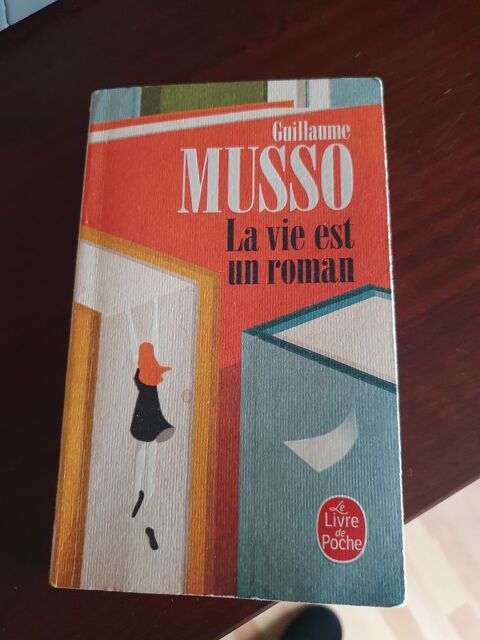 Guillaume
MUSSO
La vie est
un roman
Le
Livre
de
Poche